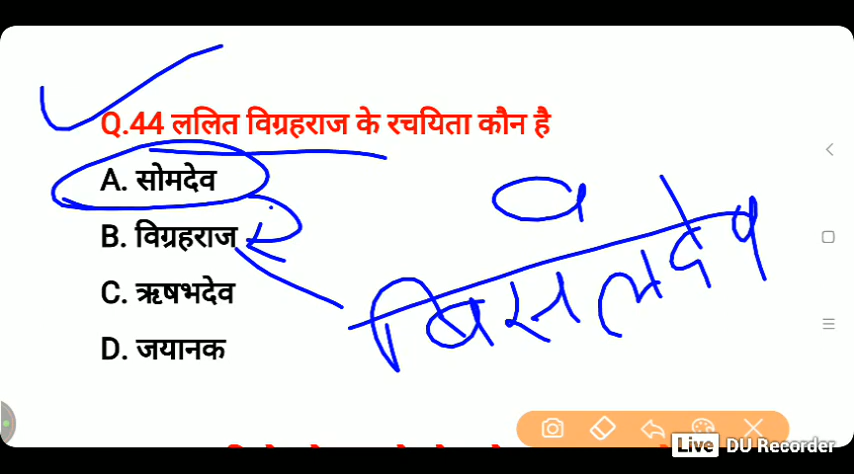 Q.44 ललित विग्रहराज के रचयिता कौन है
A. सोमदेव
B. विग्रहराज
C. ऋषभदेव
D. जयानक
बिसलदेव
Live DU Recorder